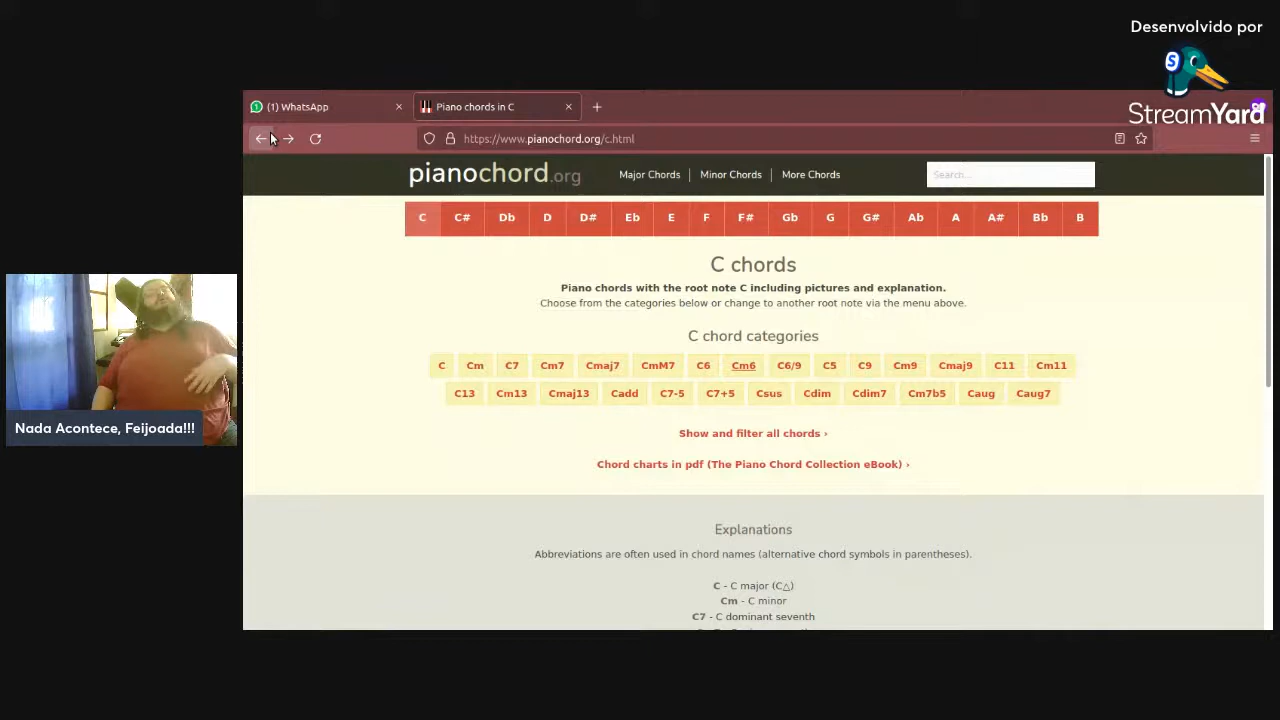 Desenvolvido por
S
StreamYard
(1) WhatsApp
Piano chords in C
https://www.pianochord.org/c.html
pianochord.org
Major Chords | Minor Chords | More Chords
Search...
C C# Db D D# Eb E F F# Gb G G# Ab A A# Bb B
C chords
Piano chords with the root note C including pictures and explanation.
Choose from the categories below or change to another root note via the menu above.
C chord categories
C Cm C7 Cm7 Cmaj7 CmM7 C6 Cm6 C6/9 C5 C9 Cm9 Cmaj9 C11 Cm11
C13 Cm13 Cmaj13 Cadd C7-5 C7+5 Csus Cdim Cdim7 Cm7b5 Caug Caug7
Show and filter all chords ›
Chord charts in pdf (The Piano Chord Collection eBook) ›
Nada Acontece, Feijoada!!!
Explanations
Abbreviations are often used in chord names (alternative chord symbols in parentheses).
C - C major (C△)
Cm - C minor
C7 - C dominant seventh